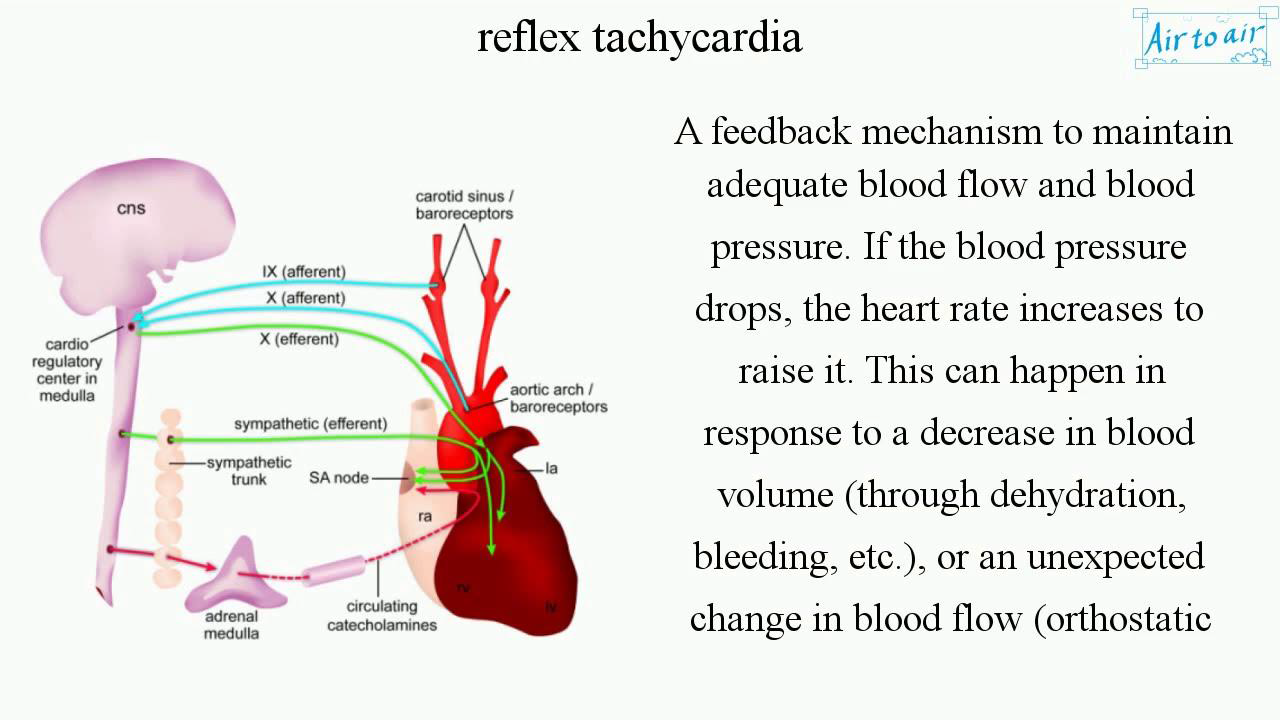 reflex tachycardia
Air to air
A feedback mechanism to maintain
adequate blood flow and blood
pressure. If the blood pressure
drops, the heart rate increases to
raise it. This can happen in
response to a decrease in blood
volume (through dehydration,
bleeding, etc.), or an unexpected
change in blood flow (orthostatic
cns
carotid sinus /
baroreceptors
IX (afferent)
X (afferent)
X (efferent)
cardio
regulatory
center in
medulla
aortic arch /
baroreceptors
sympathetic (efferent)
sympathetic
trunk
SA node
la
ra
rv
lv
adrenal
medulla
circulating
catecholamines